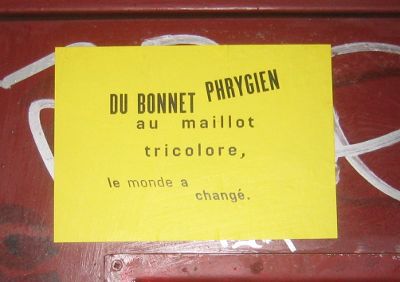 DU BONNET PHRYGIEN
au maillot
tricolore,
le monde a
changé.